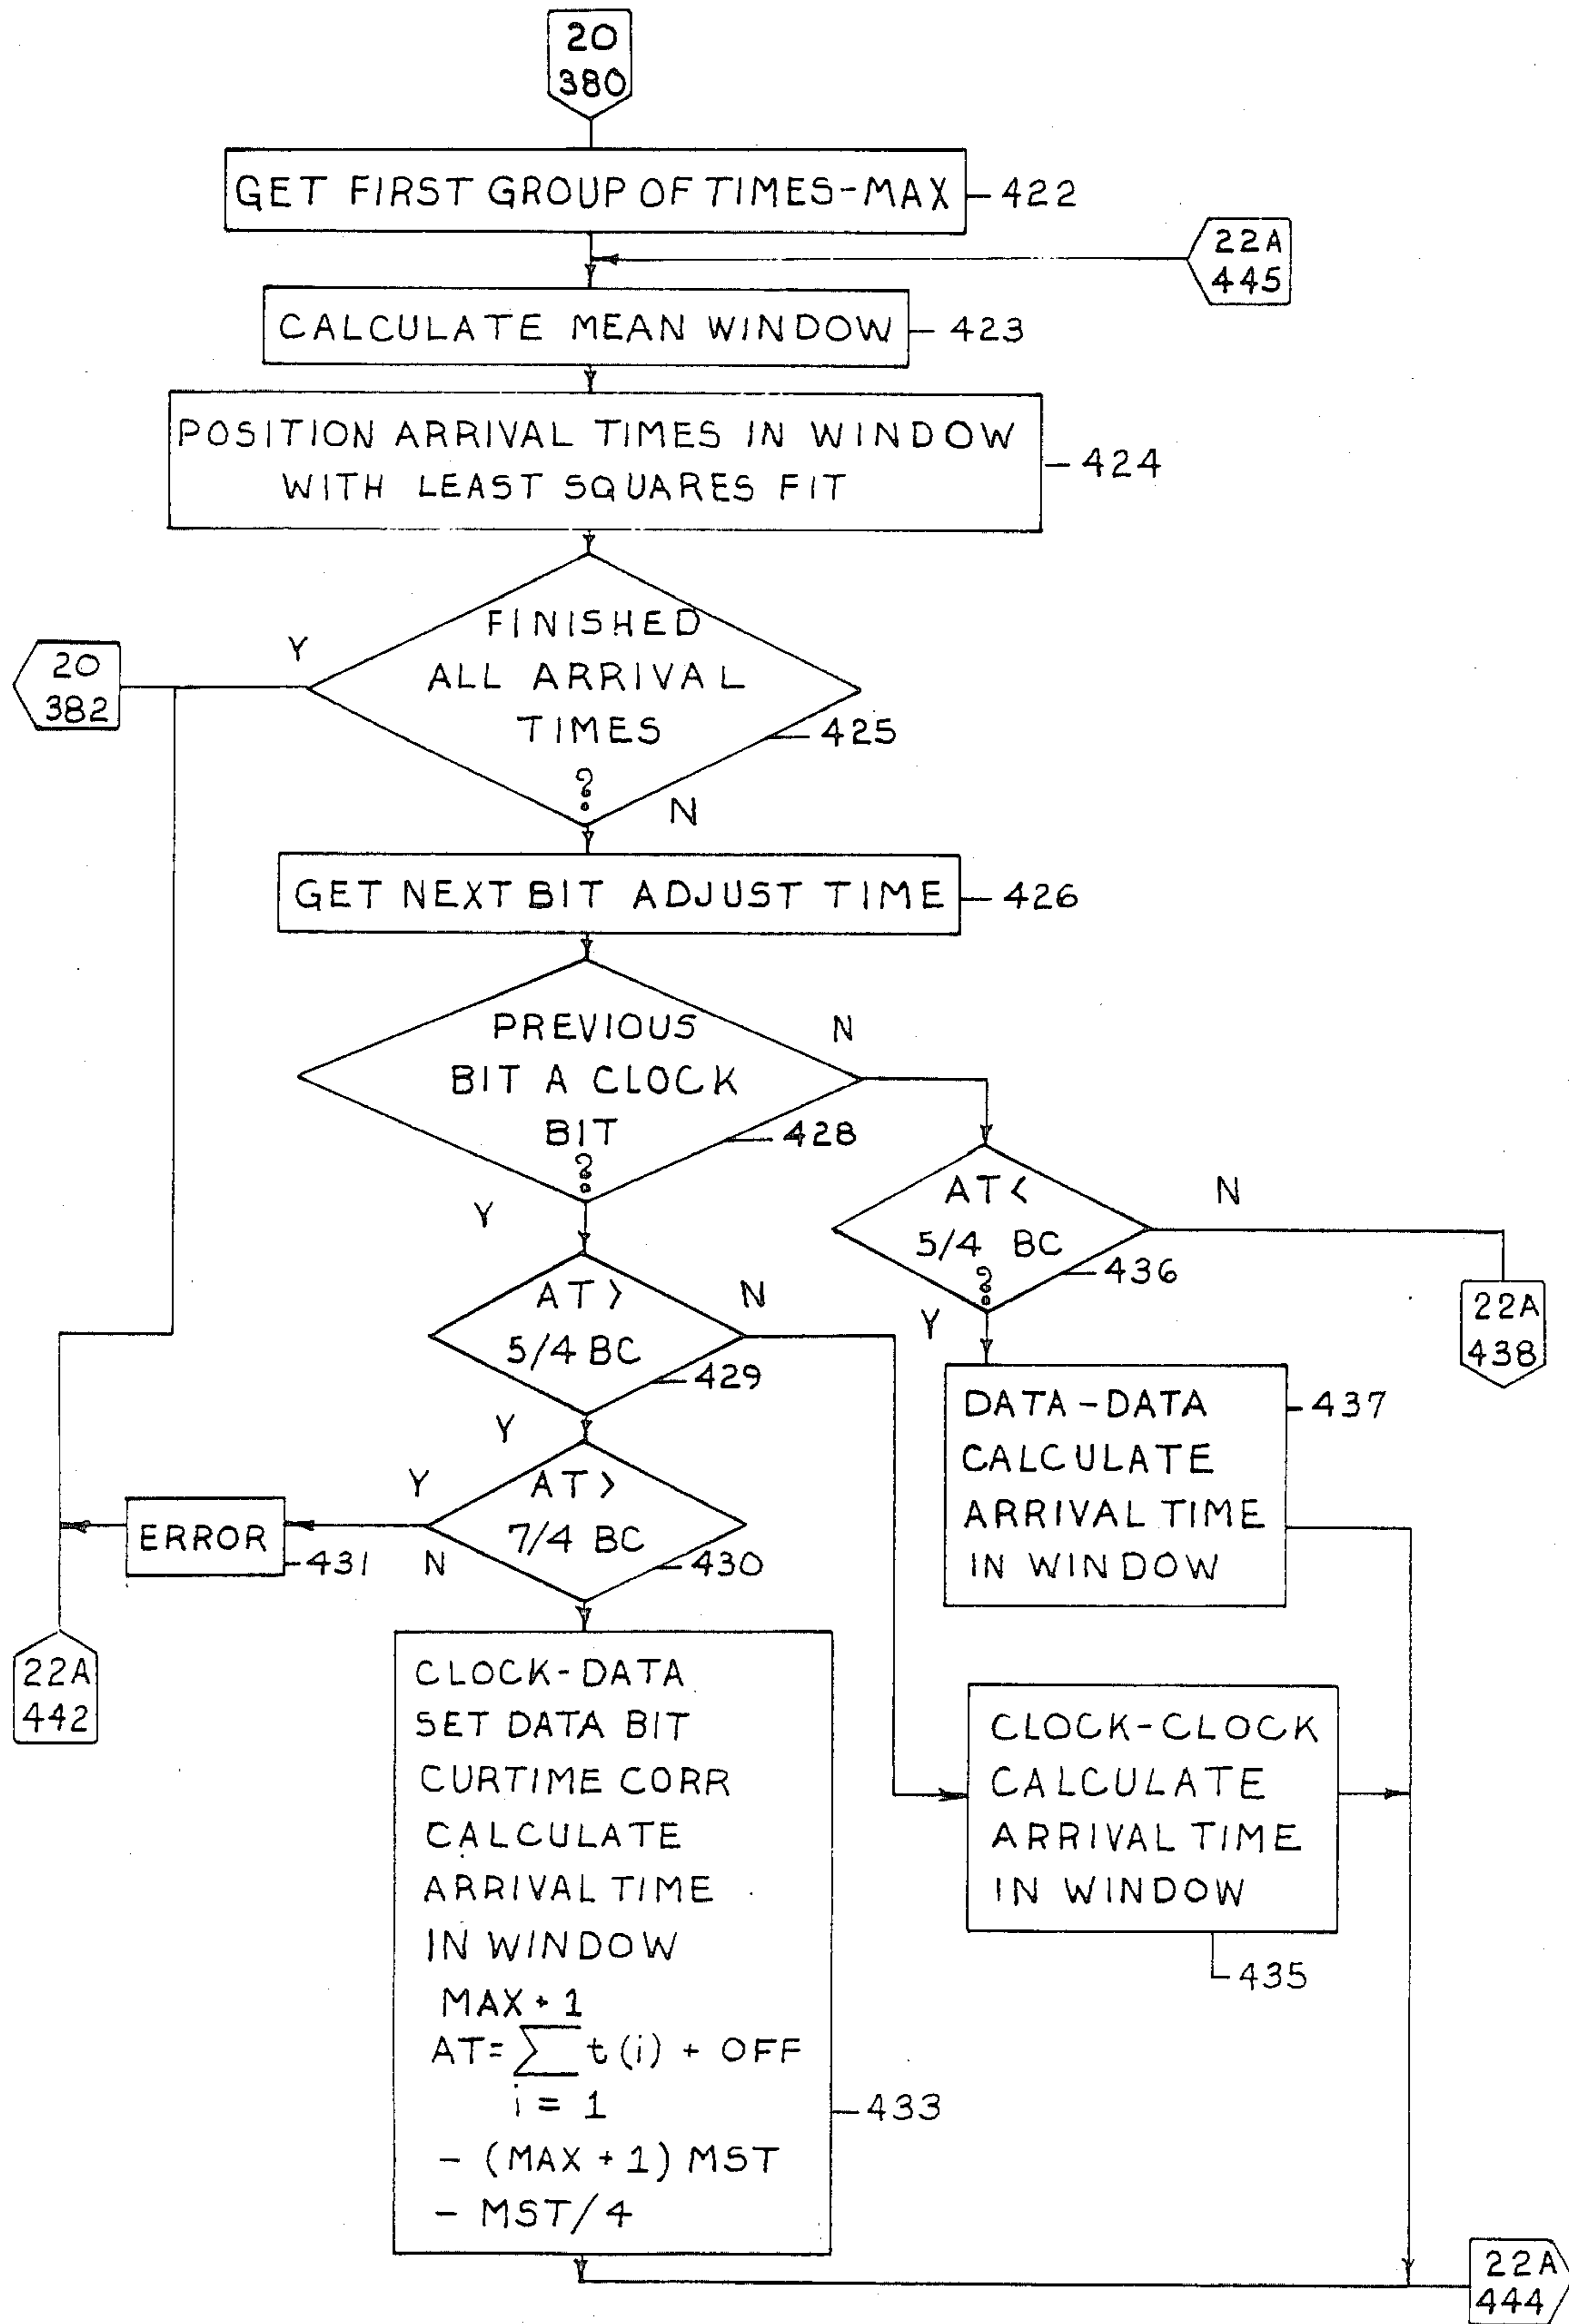 20
380
GET FIRST GROUP OF TIMES-MAX
422
22A
445
CALCULATE MEAN WINDOW
423
POSITION ARRIVAL TIMES IN WINDOW
WITH LEAST SQUARES FIT
424
FINISHED
ALL ARRIVAL
TIMES
?
425
Y
20
382
N
GET NEXT BIT ADJUST TIME
426
PREVIOUS
BIT A CLOCK
BIT
?
428
N
Y
AT <
5/4 BC
?
436
N
Y
22A
438
AT >
5/4 BC
429
N
Y
DATA-DATA
CALCULATE
ARRIVAL TIME
IN WINDOW
437
AT >
7/4 BC
430
Y
N
ERROR
431
22A
442
CLOCK-DATA
SET DATA BIT
CURTIME CORR
CALCULATE
ARRIVAL TIME
IN WINDOW
MAX + 1
AT = ∑ t(i) + OFF
i = 1
- (MAX + 1) MST
- MST/4
433
CLOCK-CLOCK
CALCULATE
ARRIVAL TIME
IN WINDOW
435
22A
444